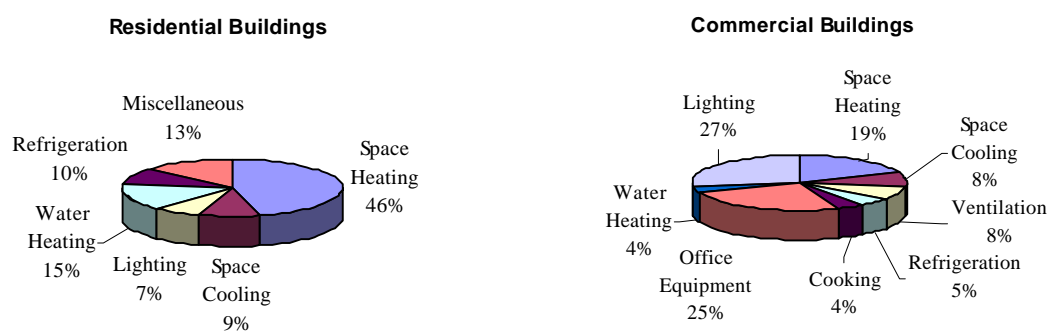 Residential Buildings
Miscellaneous
13%
Refrigeration
10%
Space
Heating
46%
Water
Heating
15%
Lighting
7%
Space
Cooling
9%
Commercial Buildings
Lighting
27%
Space
Heating
19%
Space
Cooling
8%
Water
Heating
4%
Ventilation
8%
Office
Equipment
25%
Cooking
4%
Refrigeration
5%